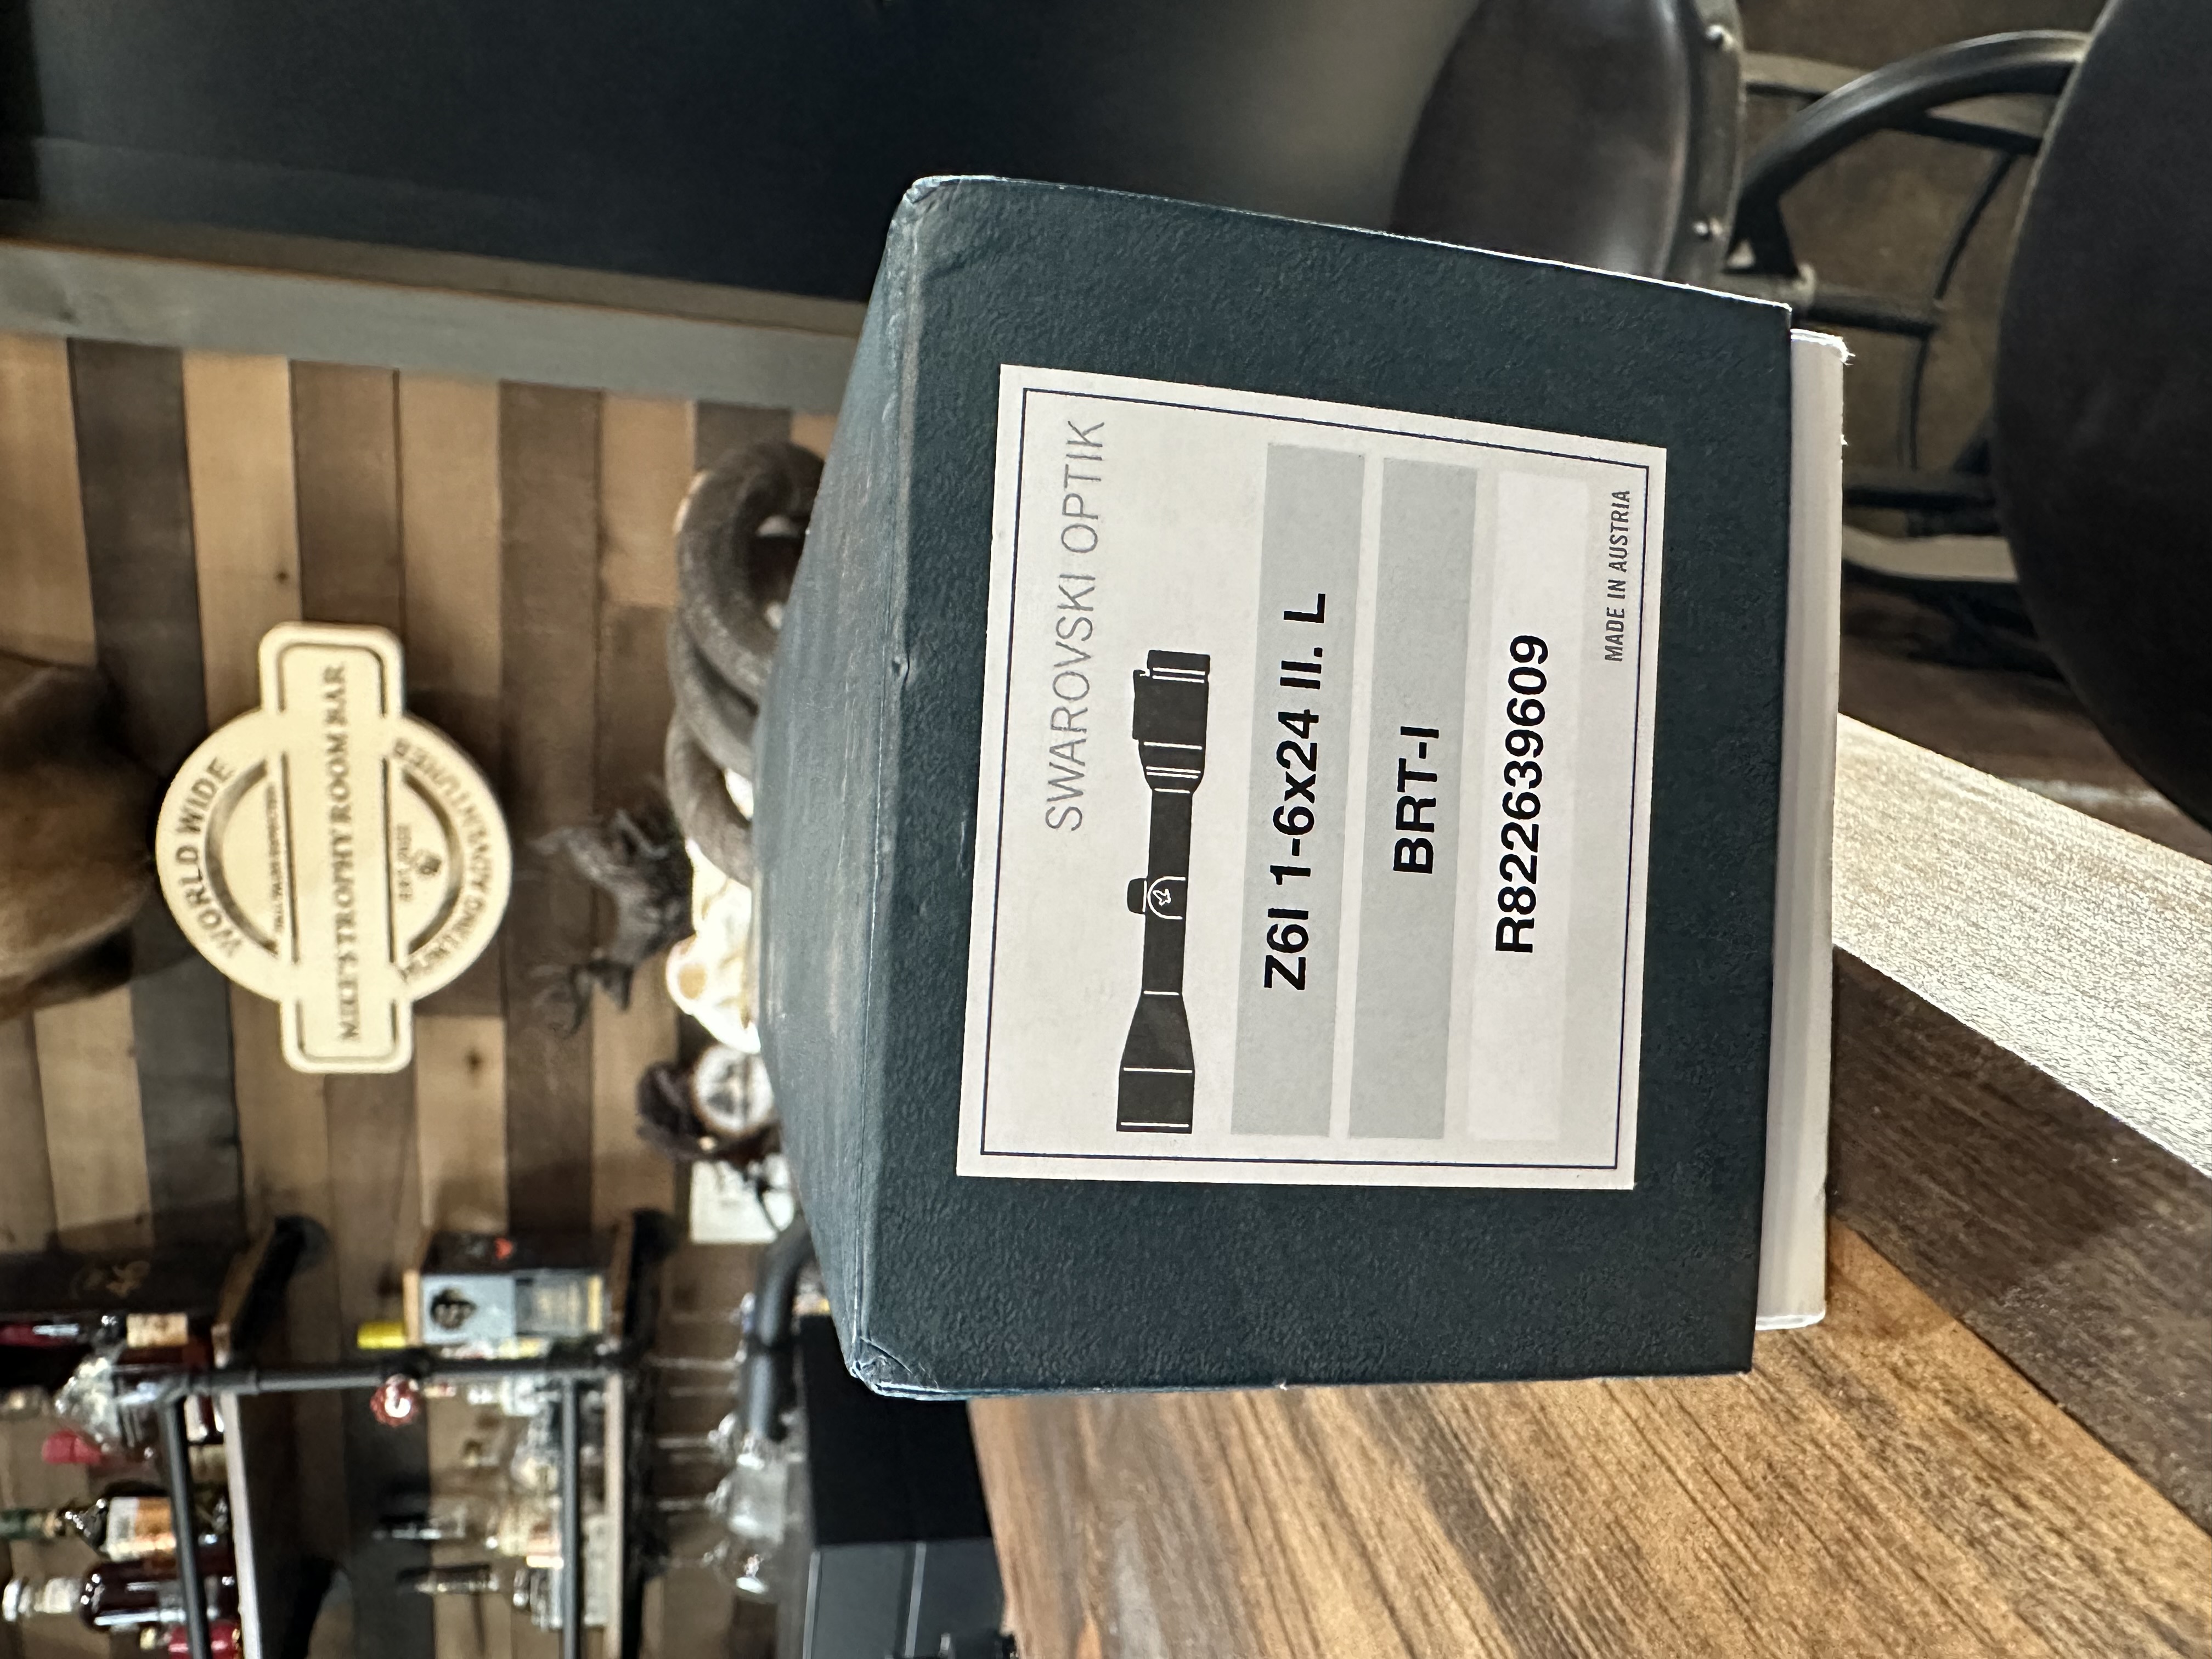 SWAROVSKI OPTIK
Z6I 1-6x24 II. L
BRT-I
R822639609
MADE IN AUSTRIA
WORLD WIDE
MIKE'S TROPHY ROOM BAR
HUNTING ADVENTURES